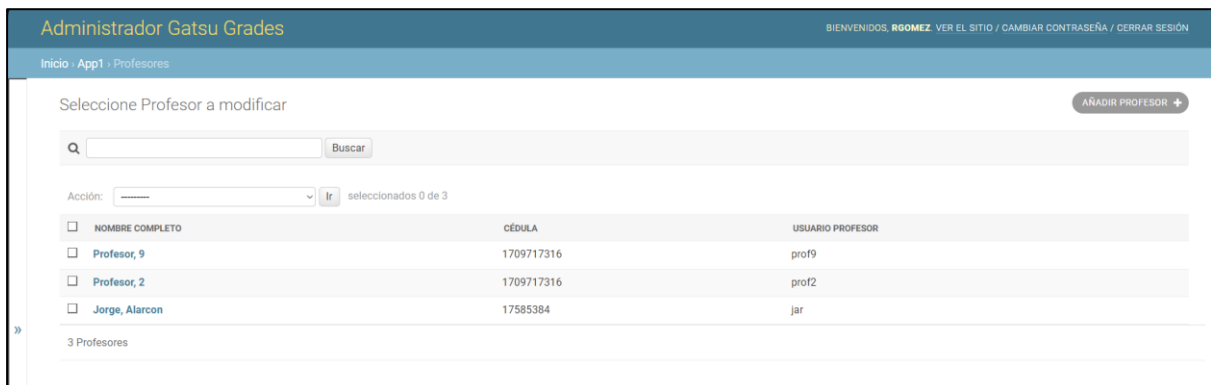 Administrador Gatsu Grades
BIENVENIDOS, RGOMEZ. VER EL SITIO / CAMBIAR CONTRASEÑA / CERRAR SESIÓN
Inicio › App1 › Profesores
Seleccione Profesor a modificar
AÑADIR PROFESOR +
Buscar
Acción: --------- Ir seleccionados 0 de 3
NOMBRE COMPLETO CÉDULA USUARIO PROFESOR
Profesor, 9 1709717316 prof9
Profesor, 2 1709717316 prof2
Jorge, Alarcon 17585384 jar
»
3 Profesores